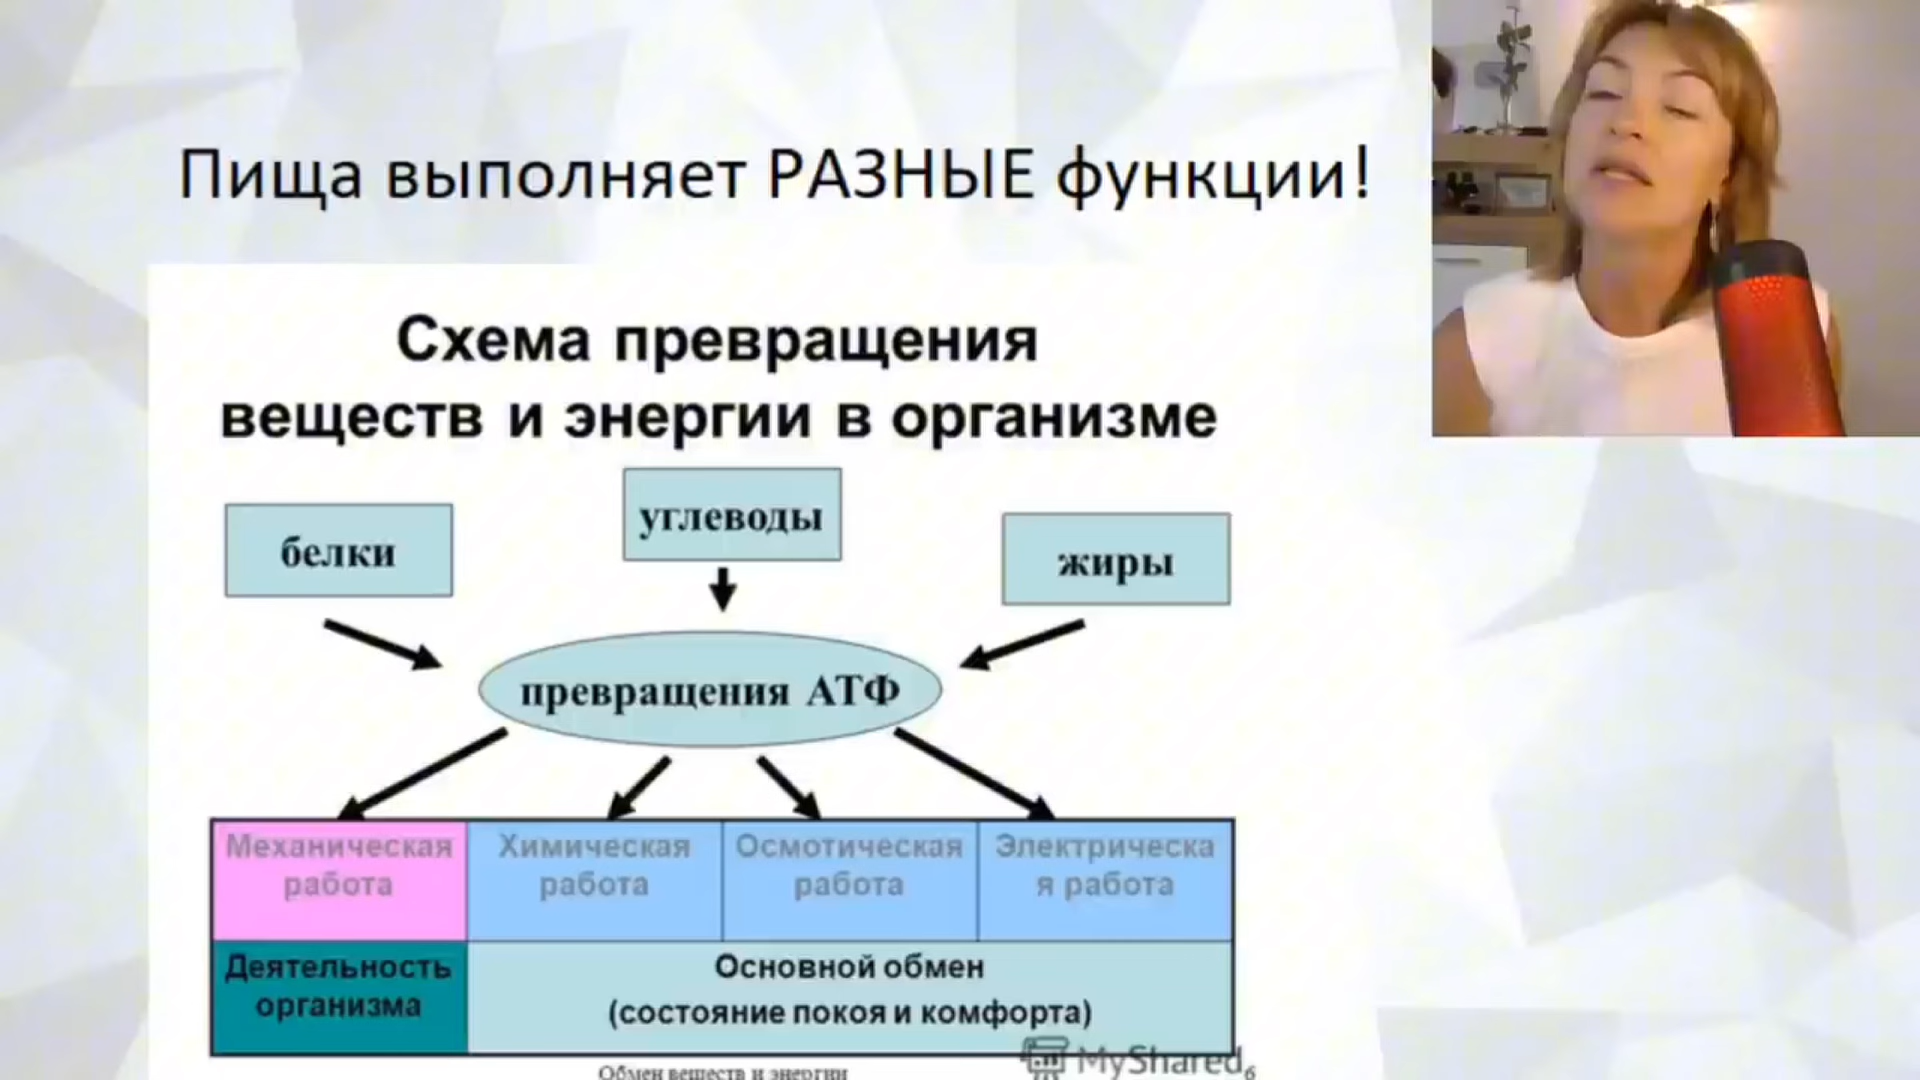 Пища выполняет РАЗНЫЕ функции!
Схема превращения
веществ и энергии в организме
белки
углеводы
жиры
превращения АТФ
Механическая
работа
Химическая
работа
Осмотическая
работа
Электрическа
я работа
Деятельность
организма
Основной обмен
(состояние покоя и комфорта)
Обмен веществ и энергии
MyShared
6